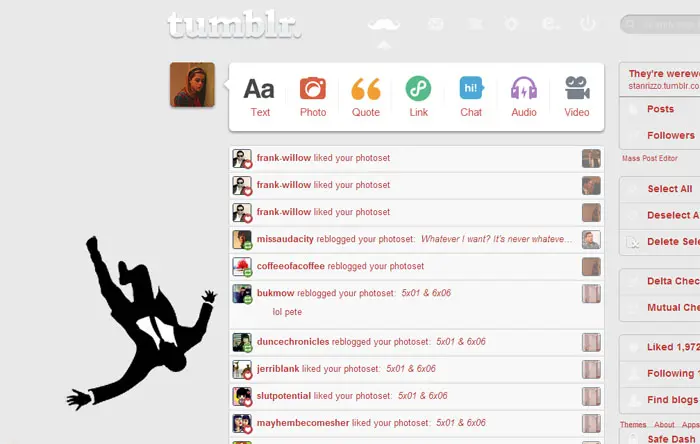 tumblr.
They're werew
stanrizzo.tumblr.co
Aa
hi!
Text
Photo
Quote
Link
Chat
Audio
Video
Posts
Followers
Mass Post Editor
frank-willow liked your photoset
frank-willow liked your photoset
frank-willow liked your photoset
missaudacity reblogged your photoset: Whatever I want? It's never whateve...
coffeeofacoffee reblogged your photoset
bukmow reblogged your photoset: 5x01 & 6x06
lol pete
duncechronicles reblogged your photoset: 5x01 & 6x06
jerriblank liked your photoset: 5x01 & 6x06
slutpotential liked your photoset: 5x01 & 6x06
mayhembecomesher liked your photoset: 5x01 & 6x06
Select All
Deselect A
Delete Sele
Delta Chec
Mutual Che
Liked 1,972
Following 1
Find blogs
Themes About Apps
Safe Dash